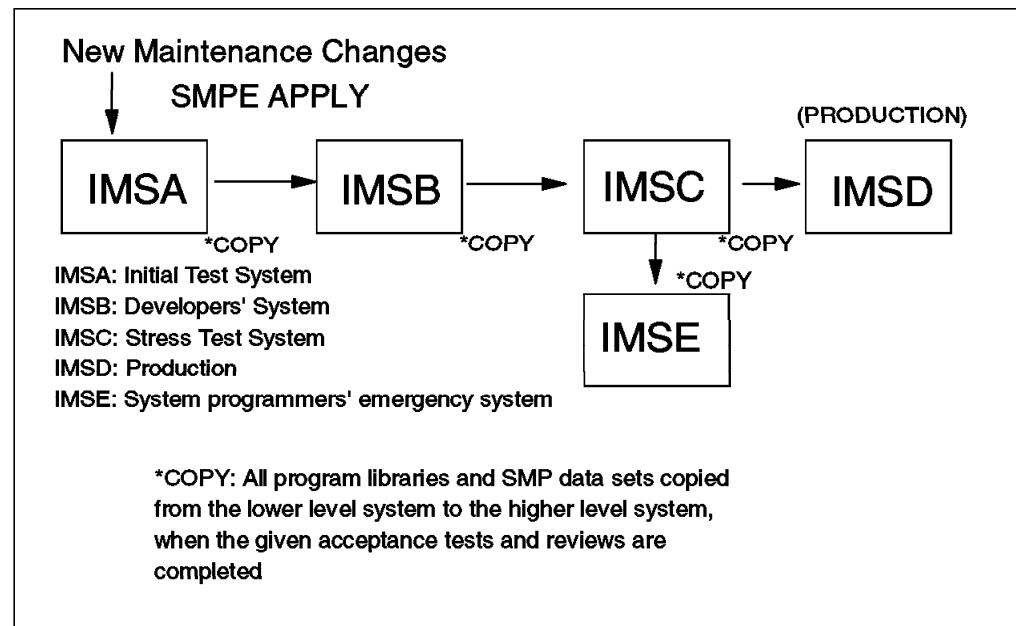 New Maintenance Changes
SMPE APPLY
(PRODUCTION)
IMSA
IMSB
IMSC
IMSD
*COPY
*COPY
*COPY
*COPY
IMSE
IMSA: Initial Test System
IMSB: Developers' System
IMSC: Stress Test System
IMSD: Production
IMSE: System programmers' emergency system
*COPY: All program libraries and SMP data sets copied
from the lower level system to the higher level system,
when the given acceptance tests and reviews are
completed